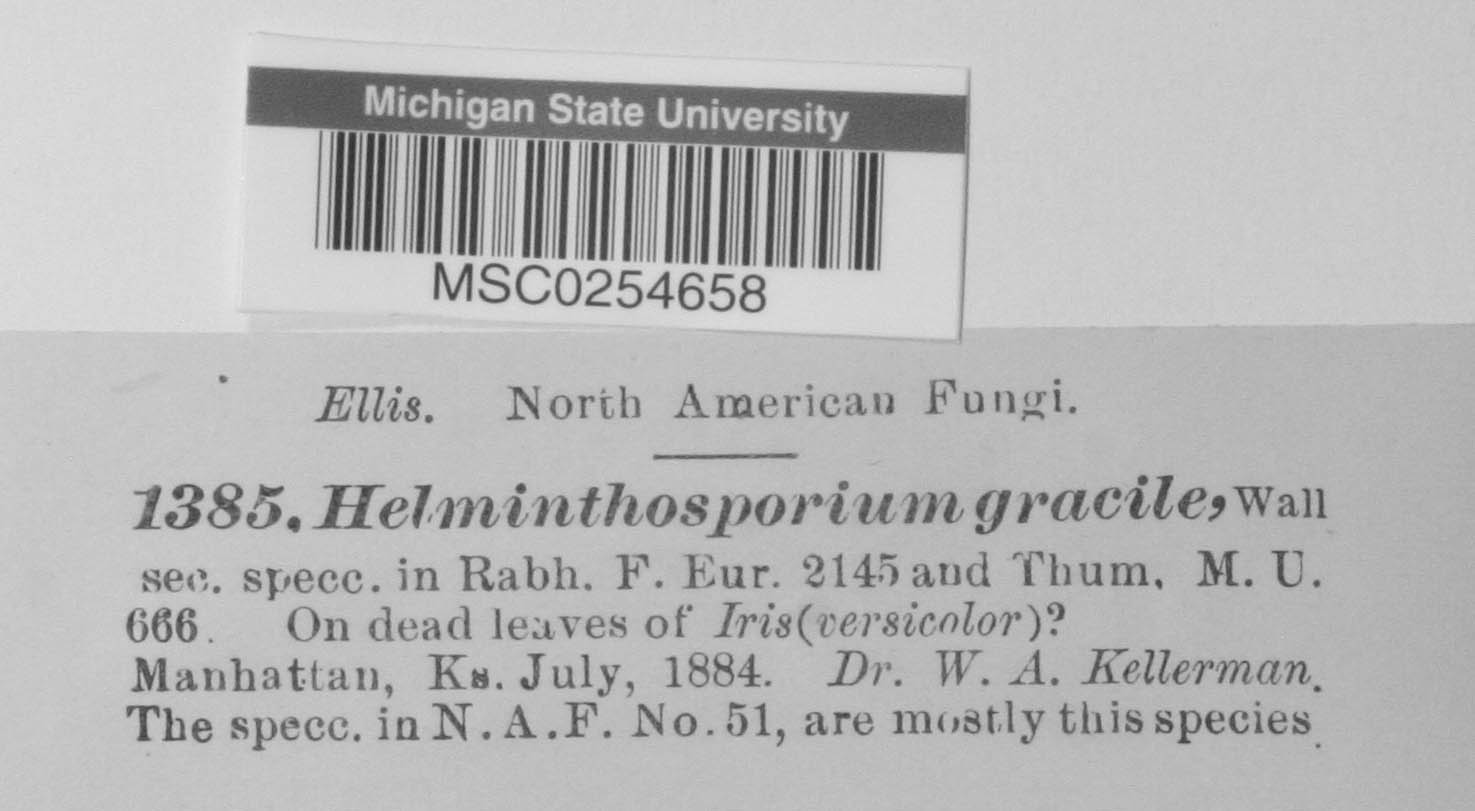 Michigan State University
MSC0254658
Ellis. North American Fungi.
1385. Helminthosporium gracile, Wall
sec. specc. in Rabh. F. Eur. 2145 and Thum. M. U.
666. On dead leaves of Iris (versicolor)?
Manhattan, Ks. July, 1884. Dr. W. A. Kellerman.
The specc. in N. A. F. No. 51, are mostly this species.